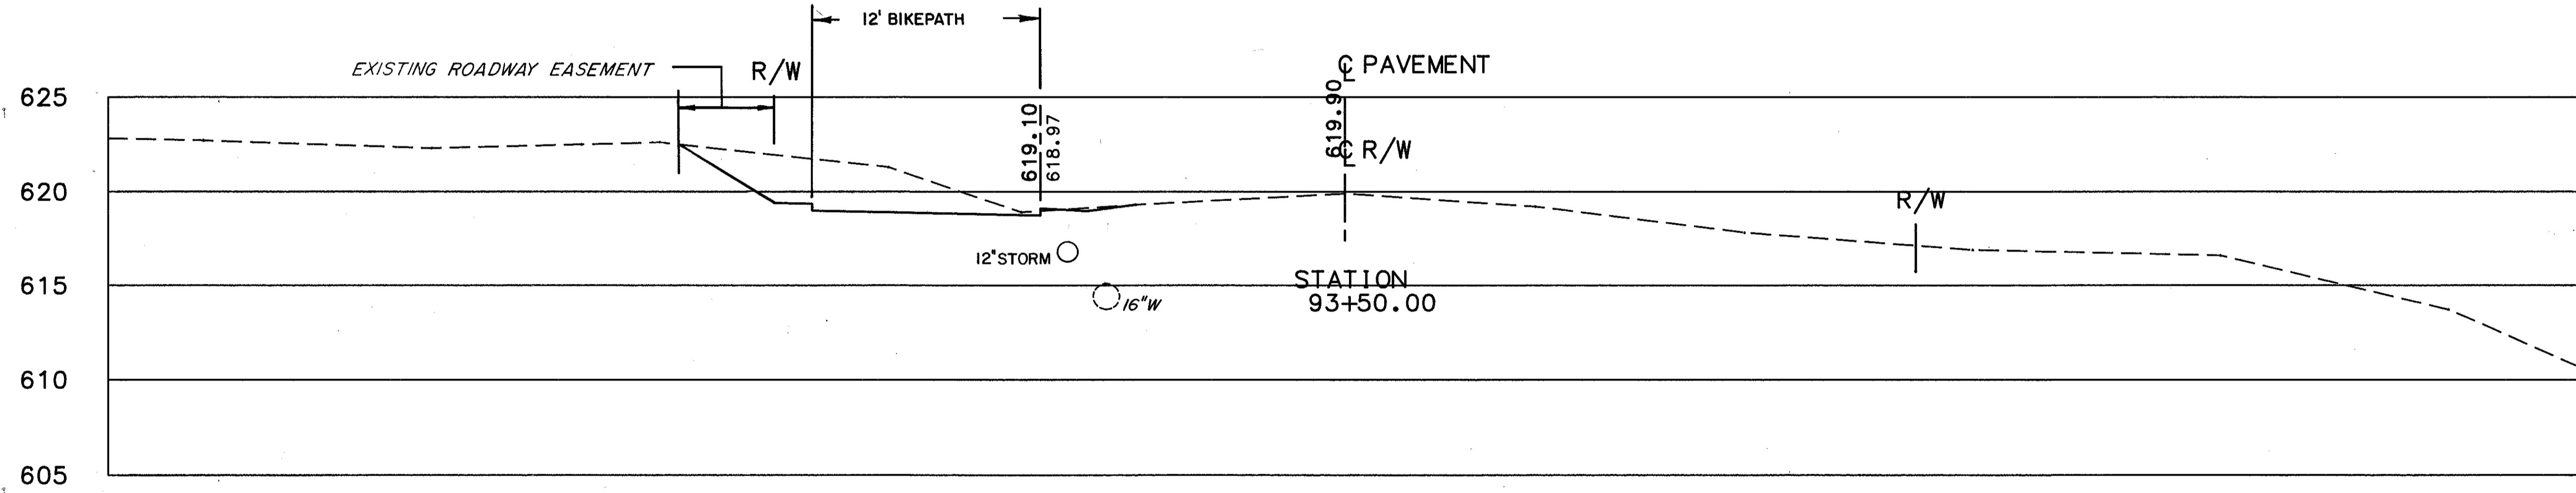 12' BIKEPATH
EXISTING ROADWAY EASEMENT
R/W
℄ PAVEMENT
625
619.10
618.97
619.90
℄ R/W
620
R/W
12" STORM
615
STATION
93+50.00
16" W
610
605